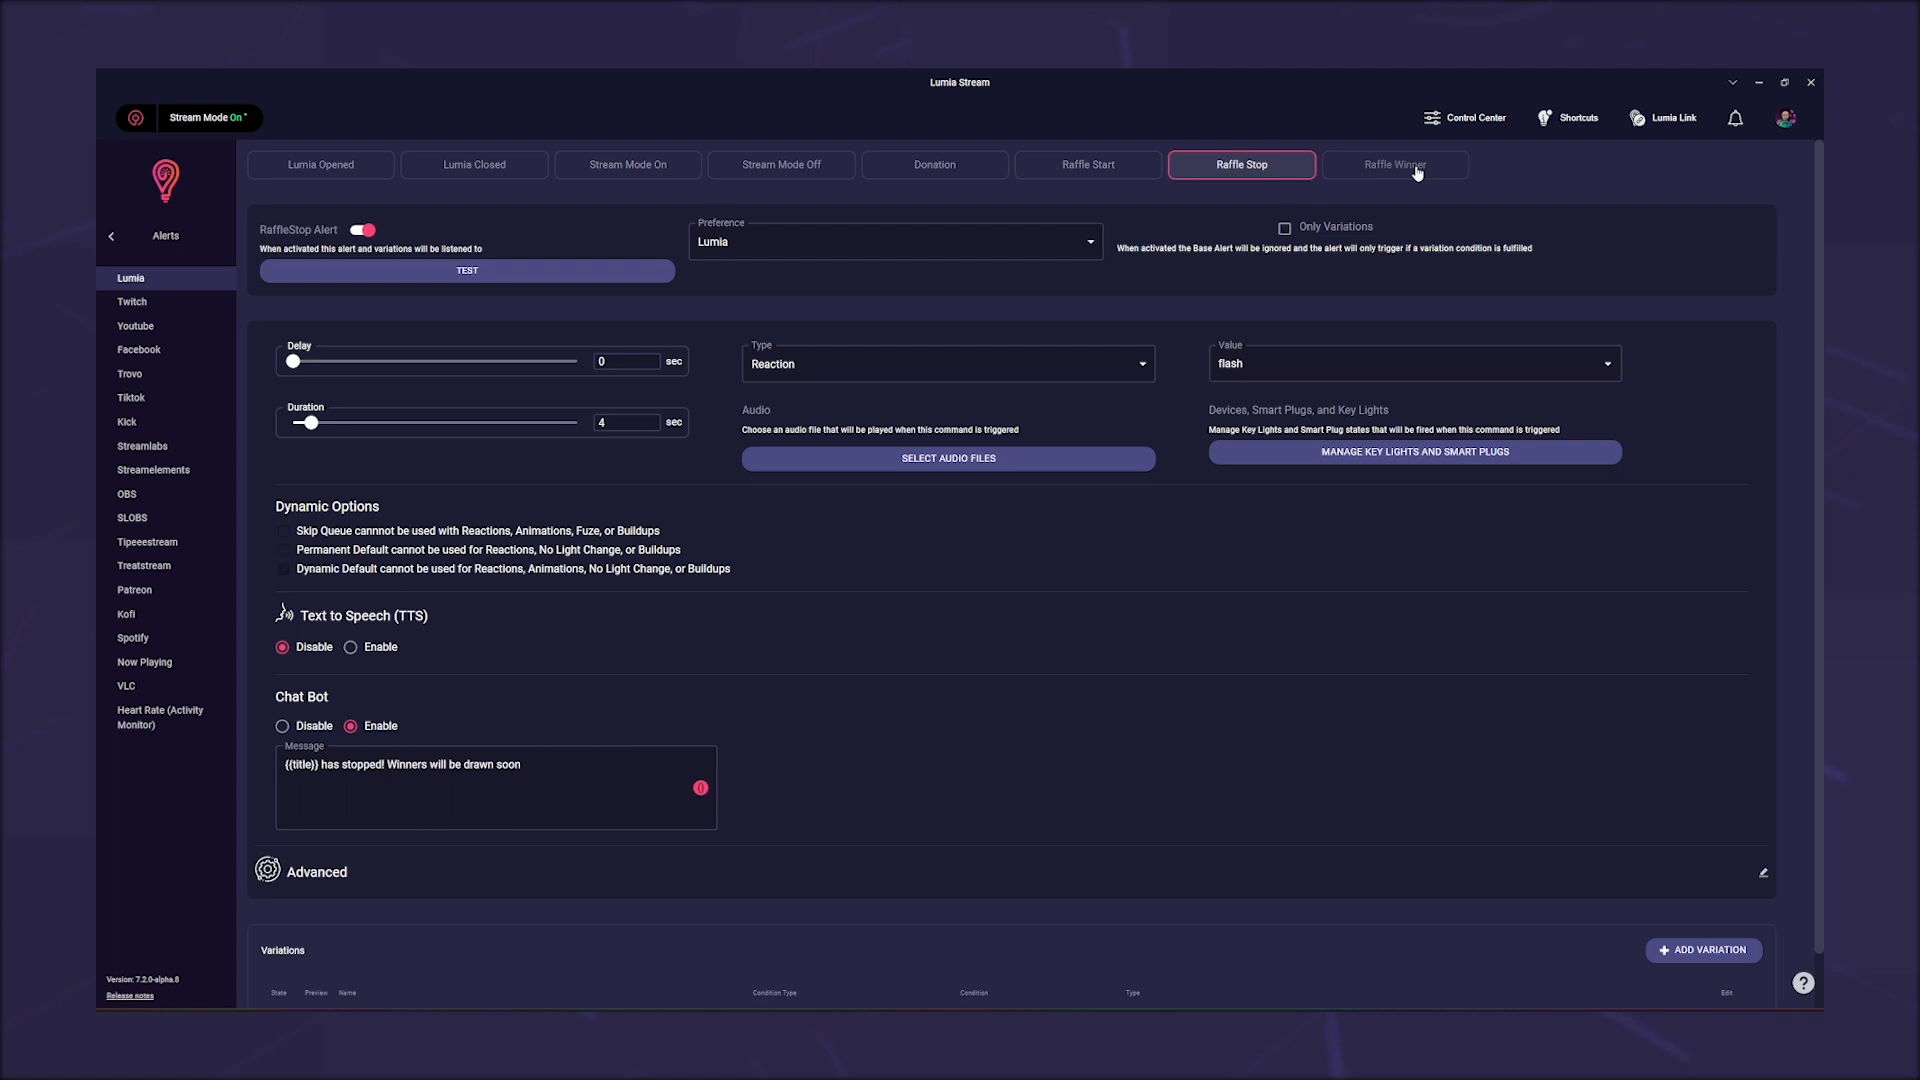 Lumia Stream
Stream Mode On
Control Center
Shortcuts
Lumia Link
Lumia Opened
Lumia Closed
Stream Mode On
Stream Mode Off
Donation
Raffle Start
Raffle Stop
Raffle Winner
Alerts
Lumia
Twitch
Youtube
Facebook
Trovo
Tiktok
Kick
Streamlabs
Streamelements
OBS
SLOBS
Tipeeestream
Treatstream
Patreon
Kofi
Spotify
Now Playing
VLC
Heart Rate (Activity
Monitor)
Version: 7.2.0-alpha.8
Release notes
RaffleStop Alert
When activated this alert and variations will be listened to
TEST
Preference
Lumia
Only Variations
When activated the Base Alert will be ignored and the alert will only trigger if a variation condition is fulfilled
Delay
0
sec
Duration
4
sec
Type
Reaction
Audio
Choose an audio file that will be played when this command is triggered
SELECT AUDIO FILES
Value
flash
Devices, Smart Plugs, and Key Lights
Manage Key Lights and Smart Plug states that will be fired when this command is triggered
MANAGE KEY LIGHTS AND SMART PLUGS
Dynamic Options
Skip Queue cannnot be used with Reactions, Animations, Fuze, or Buildups
Permanent Default cannot be used for Reactions, No Light Change, or Buildups
Dynamic Default cannot be used for Reactions, Animations, No Light Change, or Buildups
Text to Speech (TTS)
Disable
Enable
Chat Bot
Disable
Enable
Message
{{title}} has stopped! Winners will be drawn soon
Advanced
Variations
+ ADD VARIATION
State
Preview
Name
Condition Type
Condition
Type
Edit
?